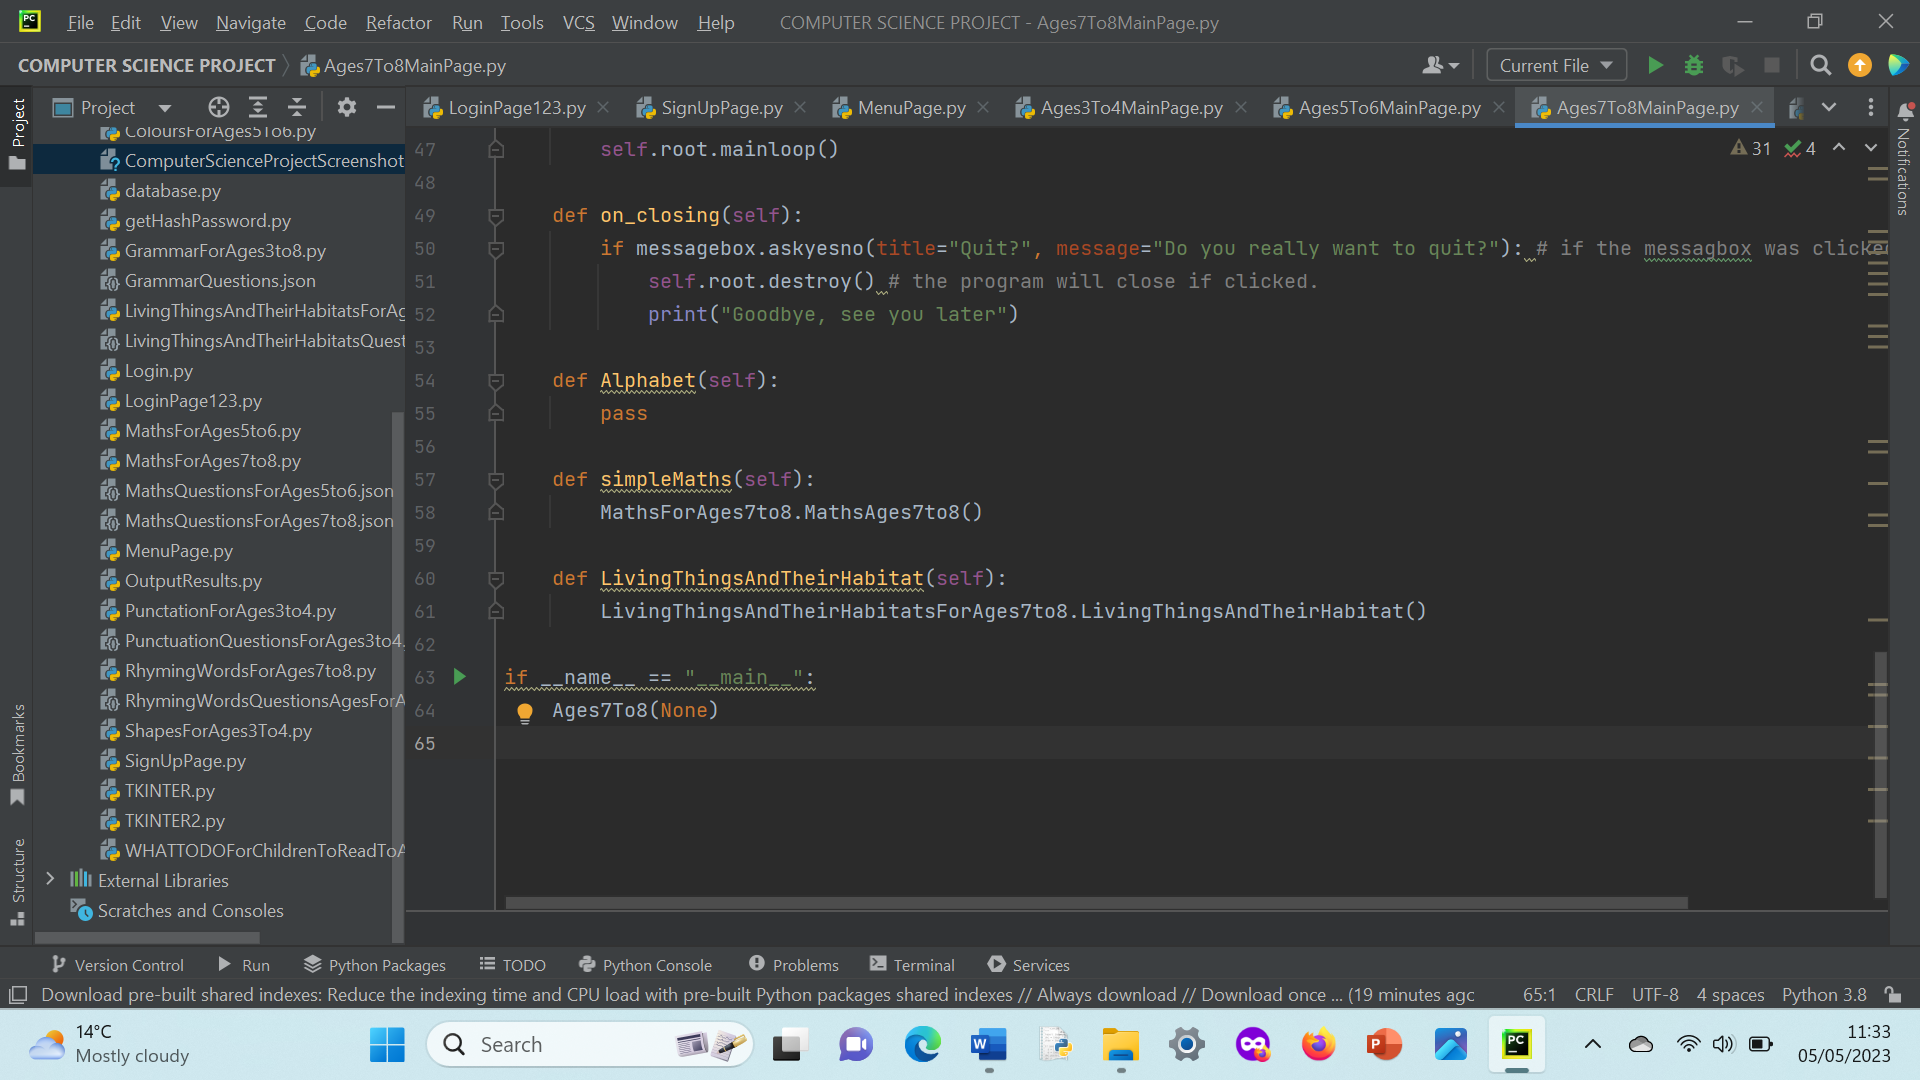 File Edit View Navigate Code Refactor Run Tools VCS Window Help COMPUTER SCIENCE PROJECT - Ages7To8MainPage.py
COMPUTER SCIENCE PROJECT Ages7To8MainPage.py Current File
Project LoginPage123.py SignUpPage.py MenuPage.py Ages3To4MainPage.py Ages5To6MainPage.py Ages7To8MainPage.py
Project
Bookmarks
Structure
Notifications
ColoursForAges5To6.py
ComputerScienceProjectScreenshot
database.py
getHashPassword.py
GrammarForAges3to8.py
GrammarQuestions.json
LivingThingsAndTheirHabitatsForAg
LivingThingsAndTheirHabitatsQuest
Login.py
LoginPage123.py
MathsForAges5to6.py
MathsForAges7to8.py
MathsQuestionsForAges5to6.json
MathsQuestionsForAges7to8.json
MenuPage.py
OutputResults.py
PunctationForAges3to4.py
PunctuationQuestionsForAges3to4.
RhymingWordsForAges7to8.py
RhymingWordsQuestionsAgesForA
ShapesForAges3To4.py
SignUpPage.py
TKINTER.py
TKINTER2.py
WHATTODOForChildrenToReadToA
External Libraries
Scratches and Consoles
31 4
47 self.root.mainloop()
48
49 def on_closing(self):
50 if messagebox.askyesno(title="Quit?", message="Do you really want to quit?"): # if the messagbox was clicked
51 self.root.destroy() # the program will close if clicked.
52 print("Goodbye, see you later")
53
54 def Alphabet(self):
55 pass
56
57 def simpleMaths(self):
58 MathsForAges7to8.MathsAges7to8()
59
60 def LivingThingsAndTheirHabitat(self):
61 LivingThingsAndTheirHabitatsForAges7to8.LivingThingsAndTheirHabitat()
62
63 if __name__ == "__main__":
64 Ages7To8(None)
65
Version Control Run Python Packages TODO Python Console Problems Terminal Services
Download pre-built shared indexes: Reduce the indexing time and CPU load with pre-built Python packages shared indexes // Always download // Download once ... (19 minutes agc 65:1 CRLF UTF-8 4 spaces Python 3.8
14°C
Mostly cloudy
Search
11:33
05/05/2023